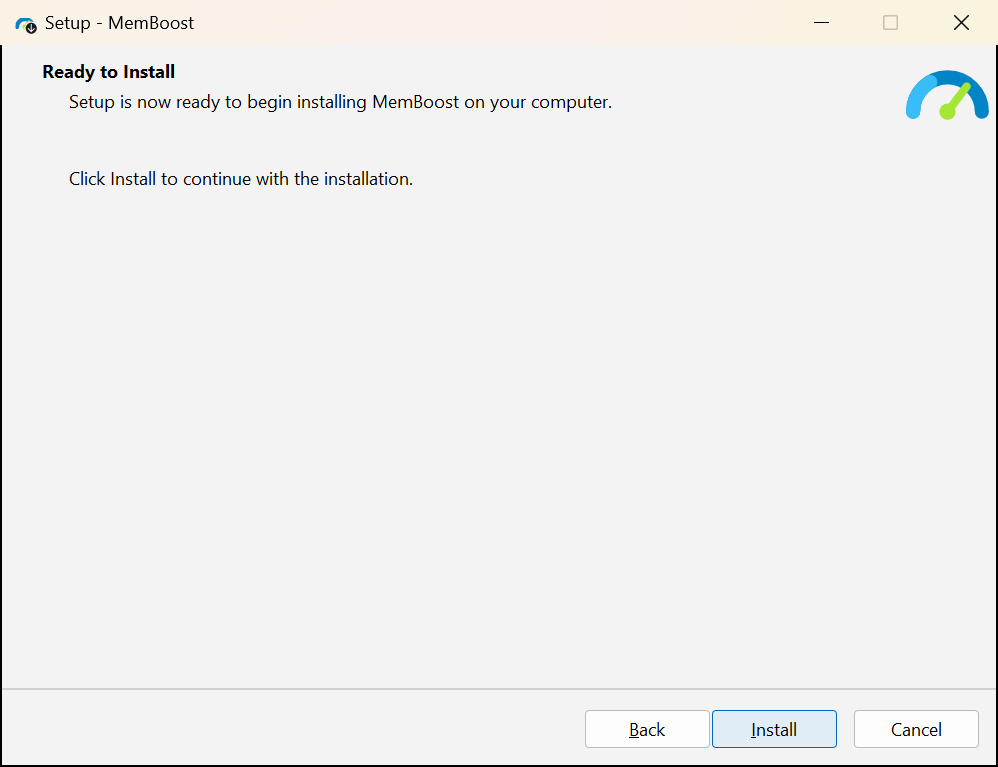 Setup - MemBoost
Ready to Install
Setup is now ready to begin installing MemBoost on your computer.
Click Install to continue with the installation.
Back
Install
Cancel